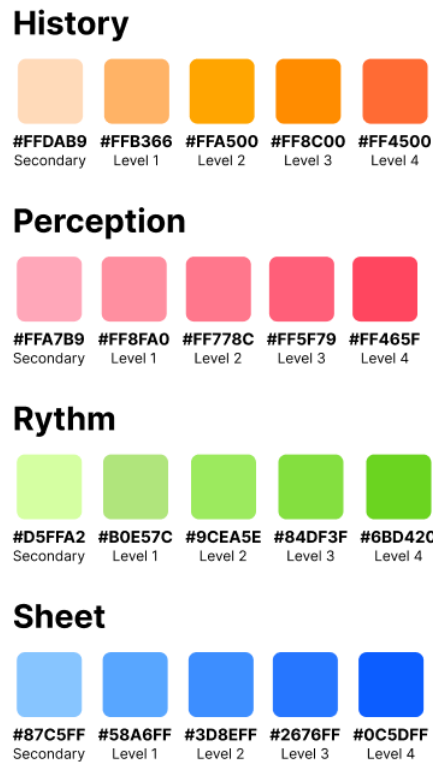 History
#FFDAB9 #FFB366 #FFA500 #FF8C00 #FF4500
Secondary Level 1 Level 2 Level 3 Level 4
Perception
#FFA7B9 #FF8FA0 #FF778C #FF5F79 #FF465F
Secondary Level 1 Level 2 Level 3 Level 4
Rythm
#D5FFA2 #B0E57C #9CEA5E #84DF3F #6BD420
Secondary Level 1 Level 2 Level 3 Level 4
Sheet
#87C5FF #58A6FF #3D8EFF #2676FF #0C5DFF
Secondary Level 1 Level 2 Level 3 Level 4